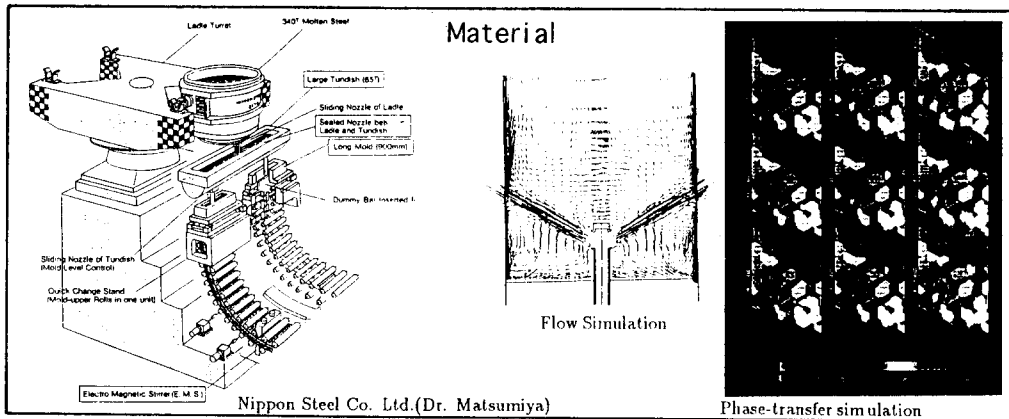 Material
Ladle Turret
340T Molten Steel
Large Tundish (65T)
Sliding Nozzle of Ladle
Sealed Nozzle
Ladle and Tundish
Long Mold (900mm)
Dummy Bar Inserted
Sliding Nozzle of Tundish
(Mold Level Control)
Quick Change Stand
(Mold-upper Rolls in one unit)
Electro Magnetic Stirrer (E. M. S.)
Nippon Steel Co. Ltd.(Dr. Matsumiya)
Flow Simulation
Phase-transfer simulation